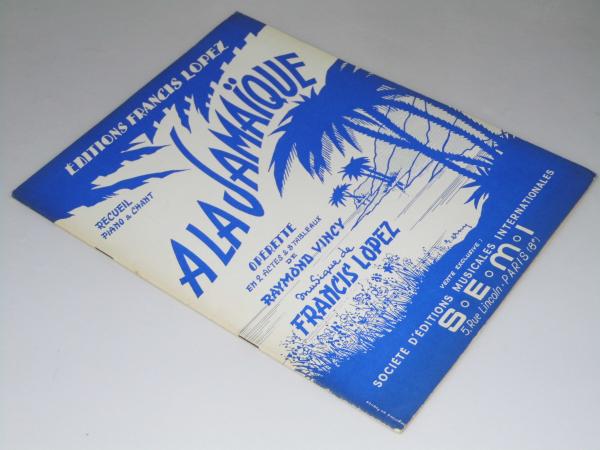 ÉDITIONS FRANCIS LOPEZ
RECUEIL
PIANO & CHANT
A LA JAMAÏQUE
OPERETTE
EN 2 ACTES & 8 TABLEAUX
DE
RAYMOND VINCY
musique de
FRANCIS LOPEZ
VENTE EXCLUSIVE :
SOCIÉTÉ D'ÉDITIONS MUSICALES INTERNATIONALES
S.E.M.I
5, Rue Lincoln - PARIS (8e)